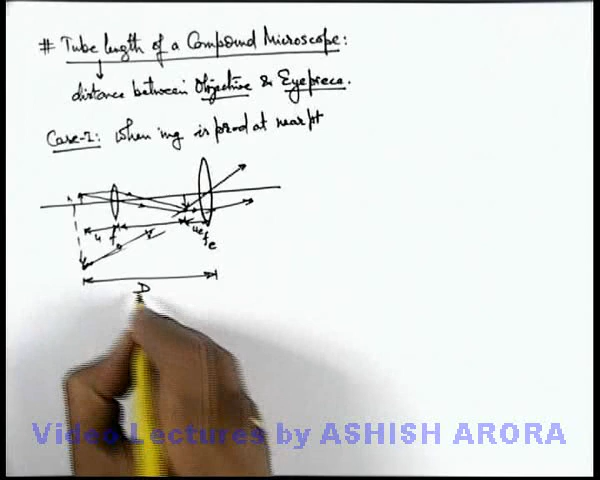 # Tube length of a Compound Microscope:
distance between Objective & Eyepiece.
Case-I: when img is prod at near pt
u fo v ue fe
D
Video Lectures by ASHISH ARORA